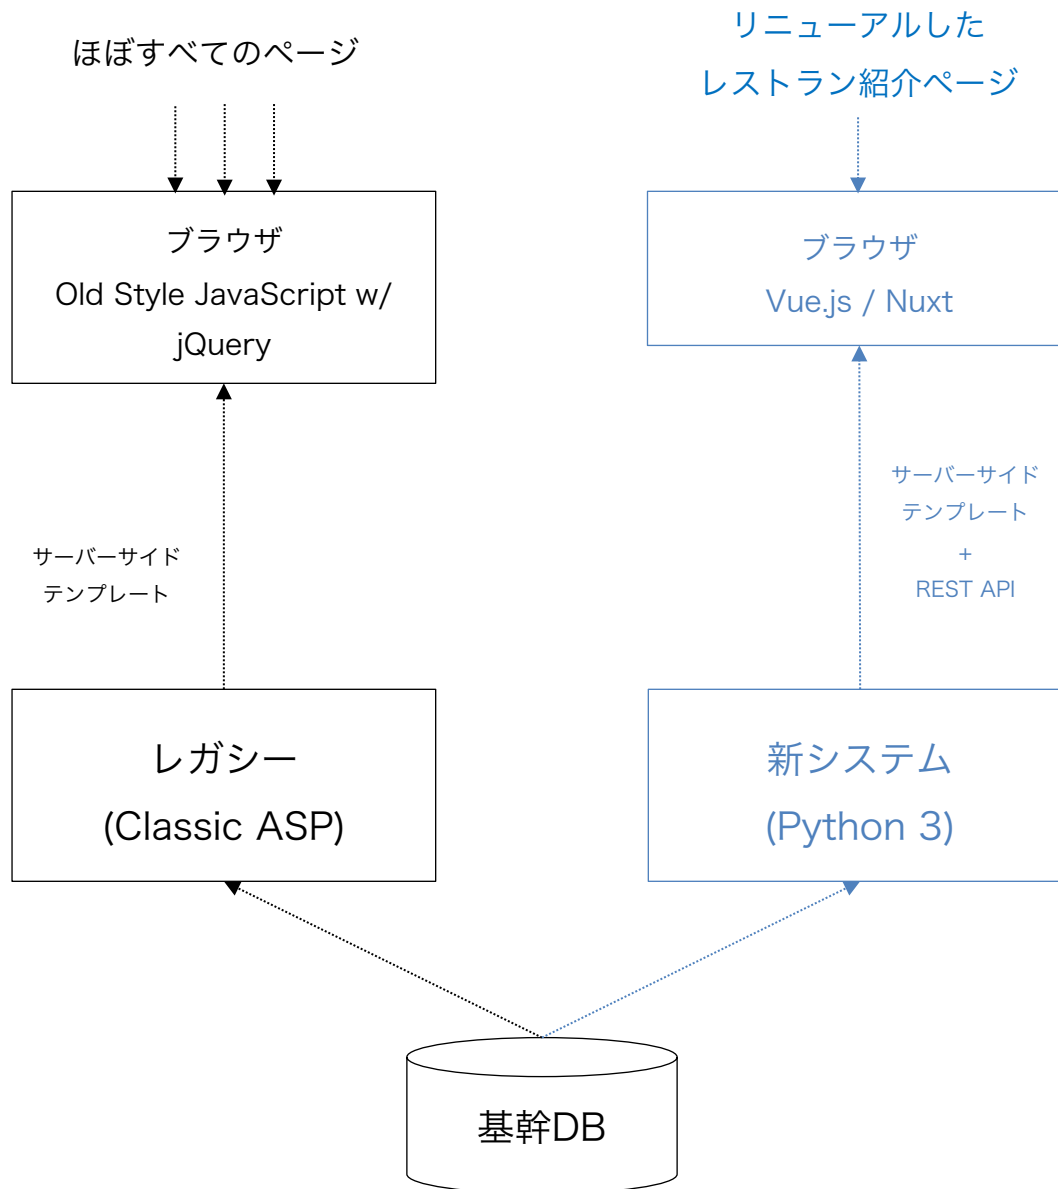 ほぼすべてのページ
リニューアルした
レストラン紹介ページ
ブラウザ
Old Style JavaScript w/
jQuery
ブラウザ
Vue.js / Nuxt
サーバーサイド
テンプレート
サーバーサイド
テンプレート
+
REST API
レガシー
(Classic ASP)
新システム
(Python 3)
基幹DB